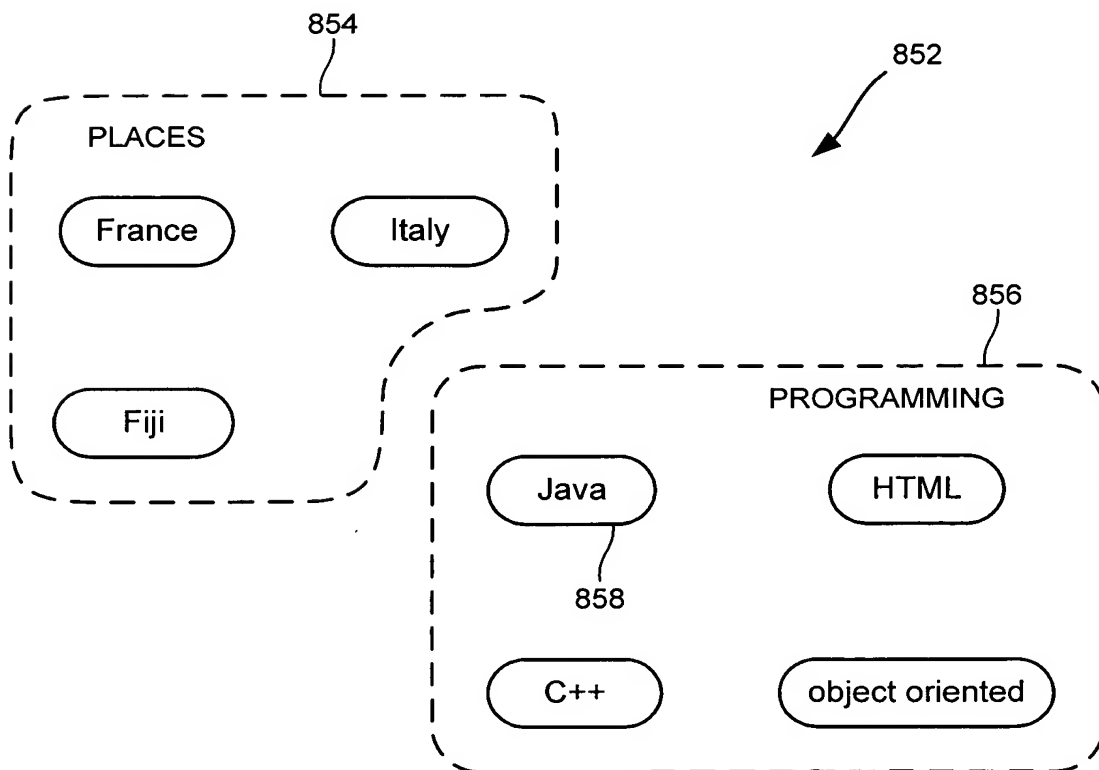 854
852
PLACES
France
Italy
856
PROGRAMMING
Fiji
Java
HTML
858
C++
object oriented